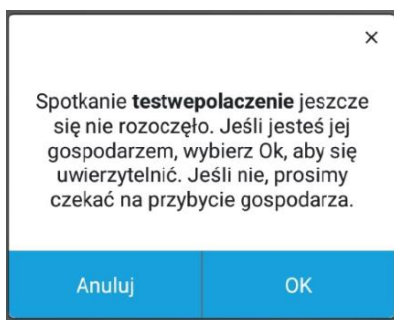 ×
Spotkanie testwepolaczenie jeszcze
się nie rozoczęło. Jeśli jesteś jej
gospodarzem, wybierz Ok, aby się
uwierzytelnić. Jeśli nie, prosimy
czekać na przybycie gospodarza.
Anuluj OK